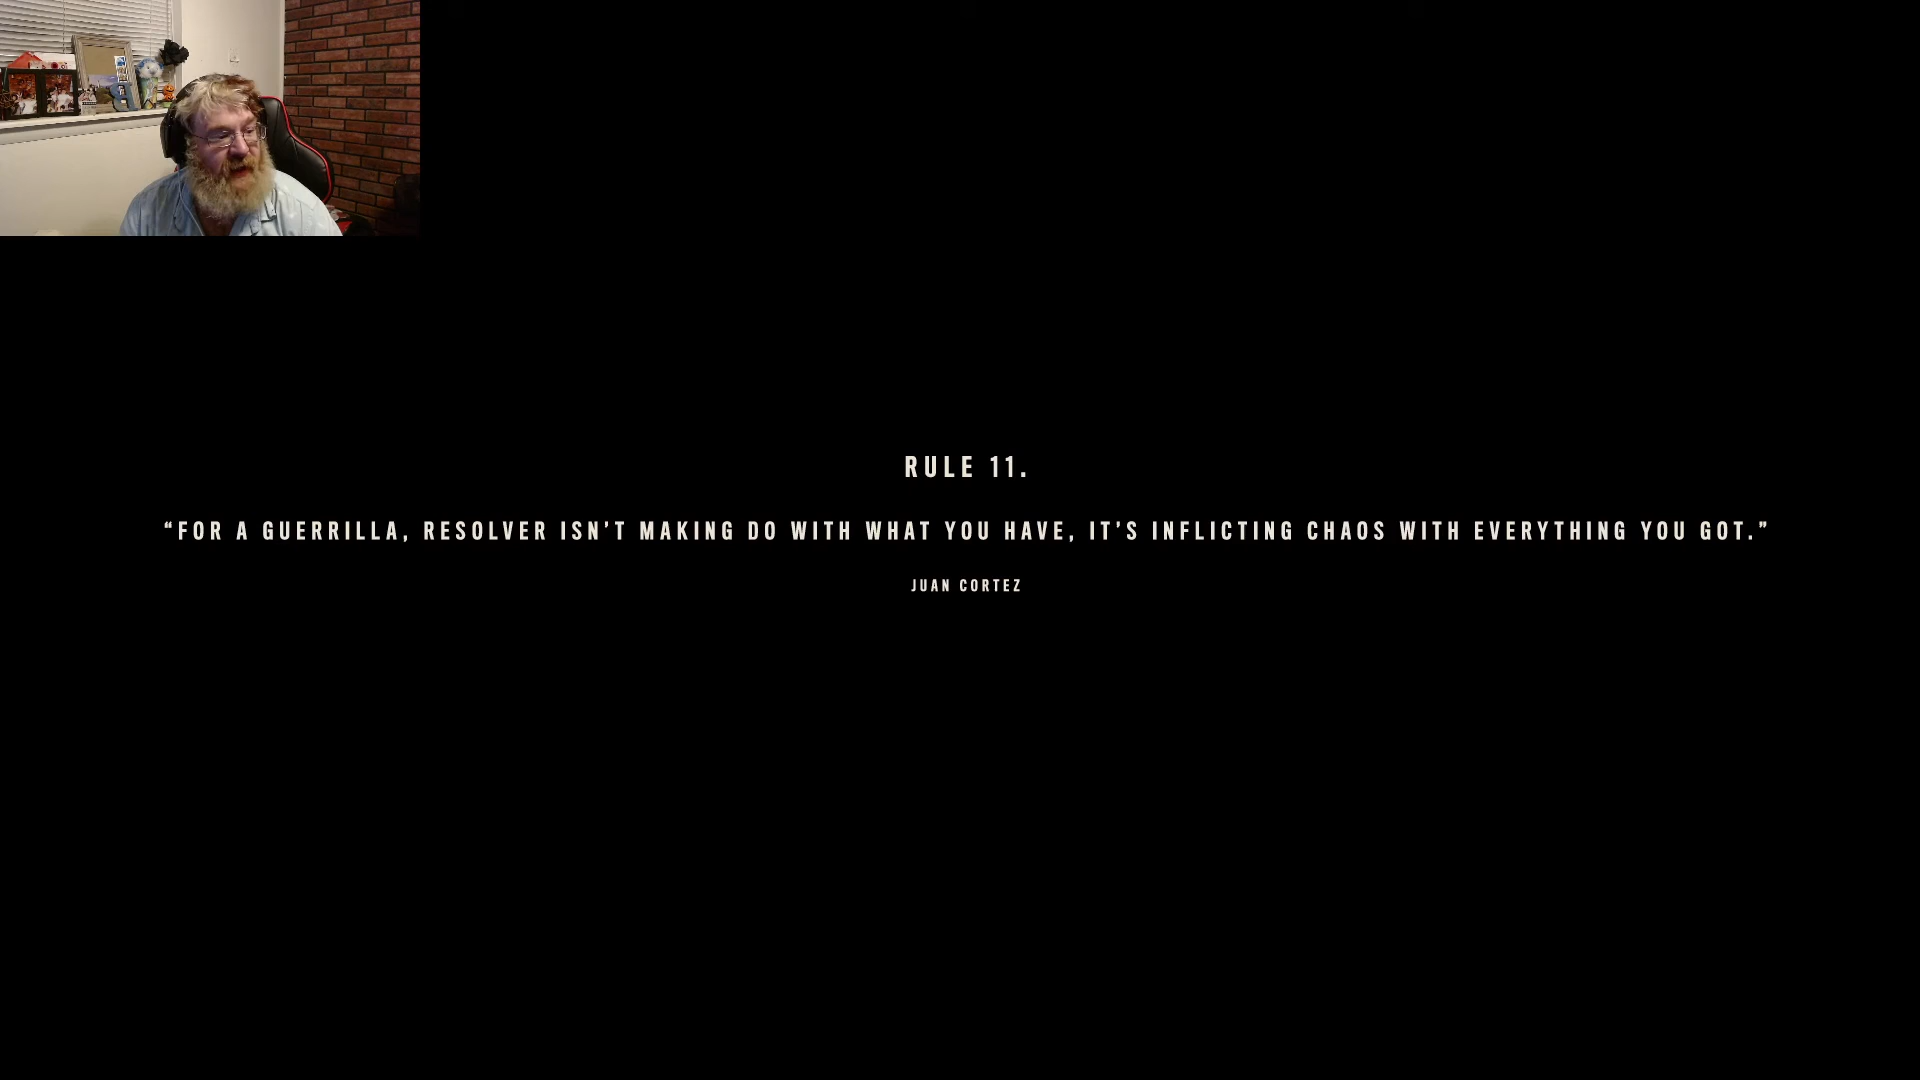 RULE 11.
“FOR A GUERRILLA, RESOLVER ISN’T MAKING DO WITH WHAT YOU HAVE, IT’S INFLICTING CHAOS WITH EVERYTHING YOU GOT.”
JUAN CORTEZ